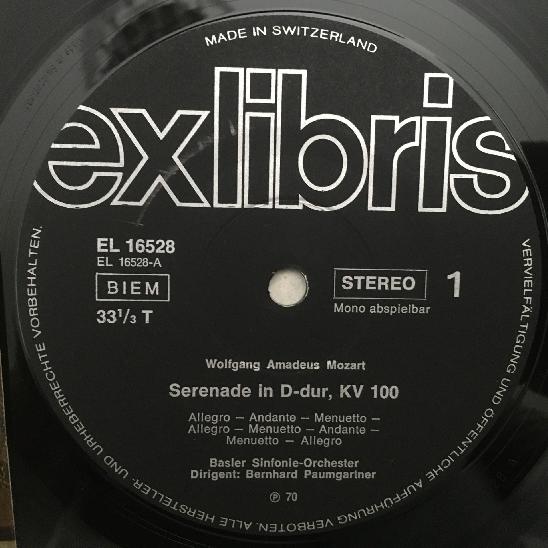 MADE IN SWITZERLAND
exlibris
EL 16528
EL 16528-A
BIEM
33 1/3 T
STEREO
1
Mono abspielbar
Wolfgang Amadeus Mozart
Serenade in D-dur, KV 100
Allegro – Andante – Menuetto –
Allegro – Menuetto – Andante –
Menuetto – Allegro
Basler Sinfonie-Orchester
Dirigent: Bernhard Paumgartner
℗ 70
ALLE HERSTELLER- UND URHEBERRECHTE VORBEHALTEN.
VERVIELFÄLTIGUNG UND ÖFFENTLICHE AUFFÜHRUNG VERBOTEN.